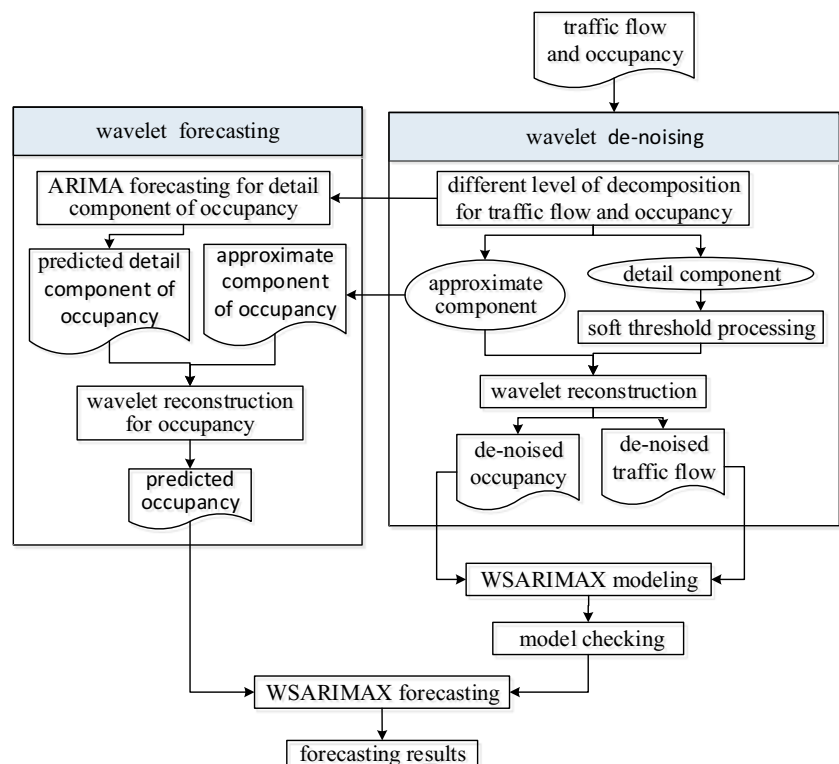 traffic flow
and occupancy
wavelet forecasting
wavelet de-noising
ARIMA forecasting for detail
component of occupancy
different level of decomposition
for traffic flow and occupancy
predicted detail
component of
occupancy
approximate
component
of occupancy
approximate
component
detail component
soft threshold processing
wavelet reconstruction
for occupancy
wavelet reconstruction
predicted
occupancy
de-noised
occupancy
de-noised
traffic flow
WSARIMAX modeling
model checking
WSARIMAX forecasting
forecasting results